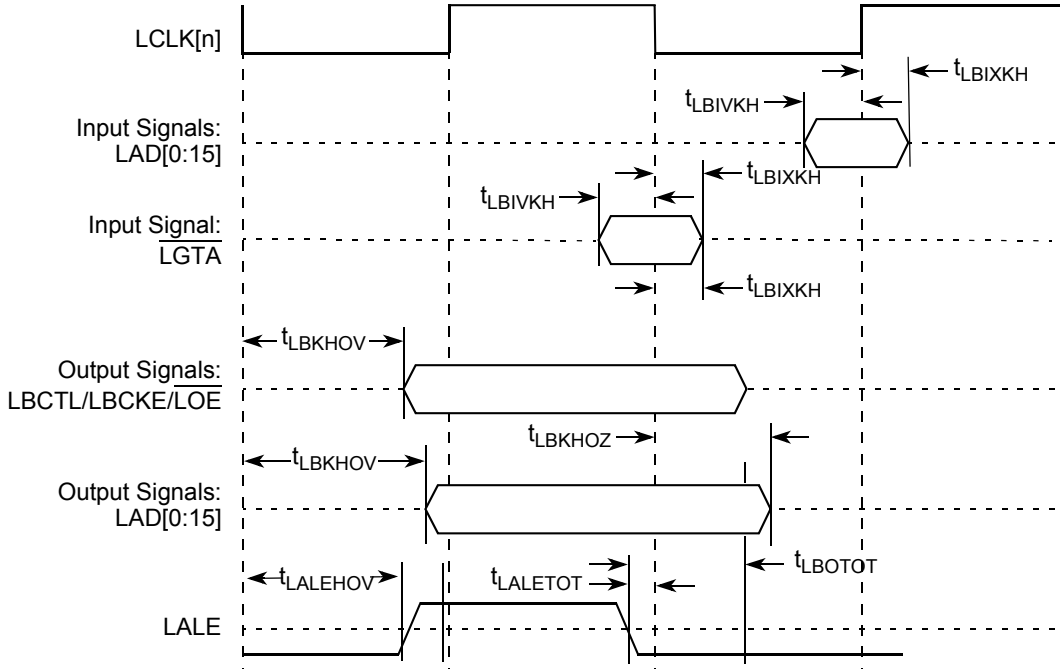 LCLK[n]
tLBIXKH
tLBIVKH
Input Signals:
LAD[0:15]
tLBIXKH
tLBIVKH
Input Signal:
LGTA
tLBIXKH
tLBKHOV
Output Signals:
LBCTL/LBCKE/LOE
tLBKHOZ
tLBKHOV
Output Signals:
LAD[0:15]
tLBOTOT
tLALEHOV
tLALETOT
LALE